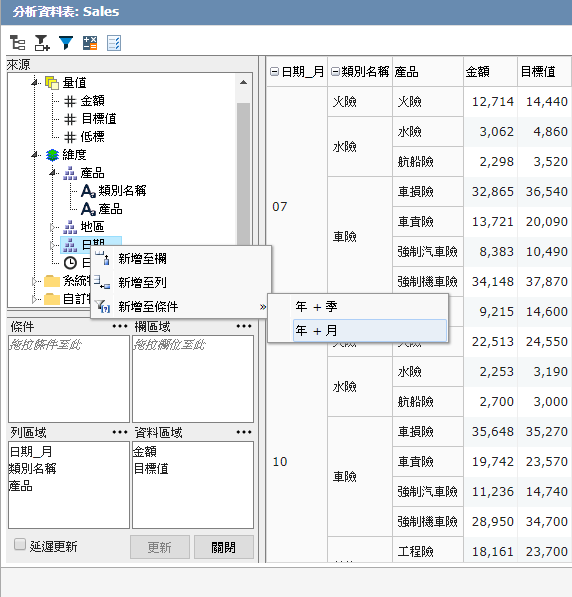 分析資料表: Sales
來源
量值
金額
目標值
低標
維度
產品
類別名稱
產品
地區
日期
日
系統
自訂
新增至欄
新增至列
新增至條件 »
年 + 季
年 + 月
條件 •••
拖拉條件至此
欄區域 •••
拖拉欄位至此
列區域 •••
日期_月
類別名稱
產品
資料區域 •••
金額
目標值
延遲更新
更新
關閉
日期_月 類別名稱 產品 金額 目標值
07
火險 火險 12,714 14,440
水險 水險 3,062 4,860
航船險 2,298 3,520
車險 車損險 32,865 36,540
車責險 13,721 20,090
強制汽車險 8,383 10,490
強制機車險 34,148 37,870
9,215 14,600
10
火險 火險 22,513 24,550
水險 水險 2,253 3,190
航船險 2,700 3,000
車險 車損險 35,648 35,270
車責險 19,742 23,570
強制汽車險 11,236 14,740
強制機車險 28,950 34,700
工程險 18,161 23,700